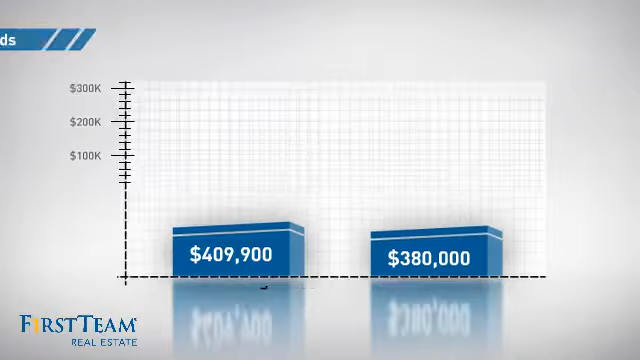 ds
$300K
$200K
$100K
$409,900
$380,000
FIRSTTEAM®
REAL ESTATE